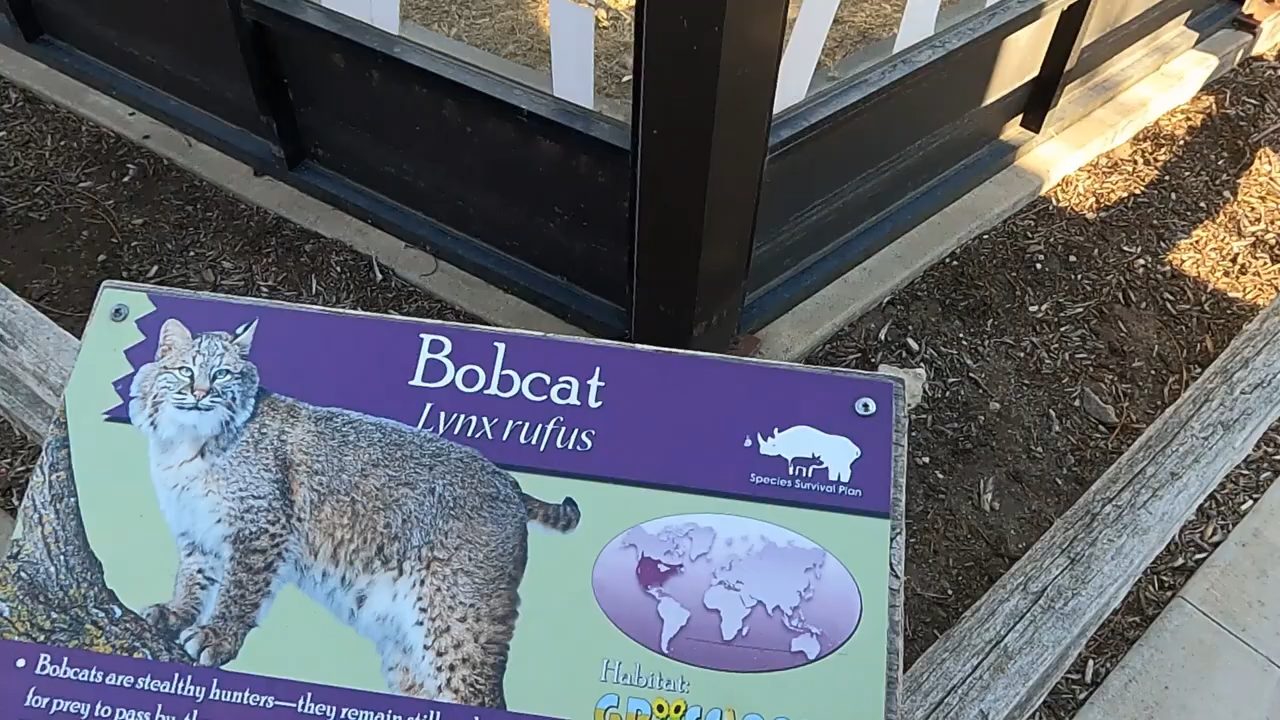 Bobcat
Lynx rufus
Species Survival Plan
Habitat:
• Bobcats are stealthy hunters—they remain still
for prey to pass by